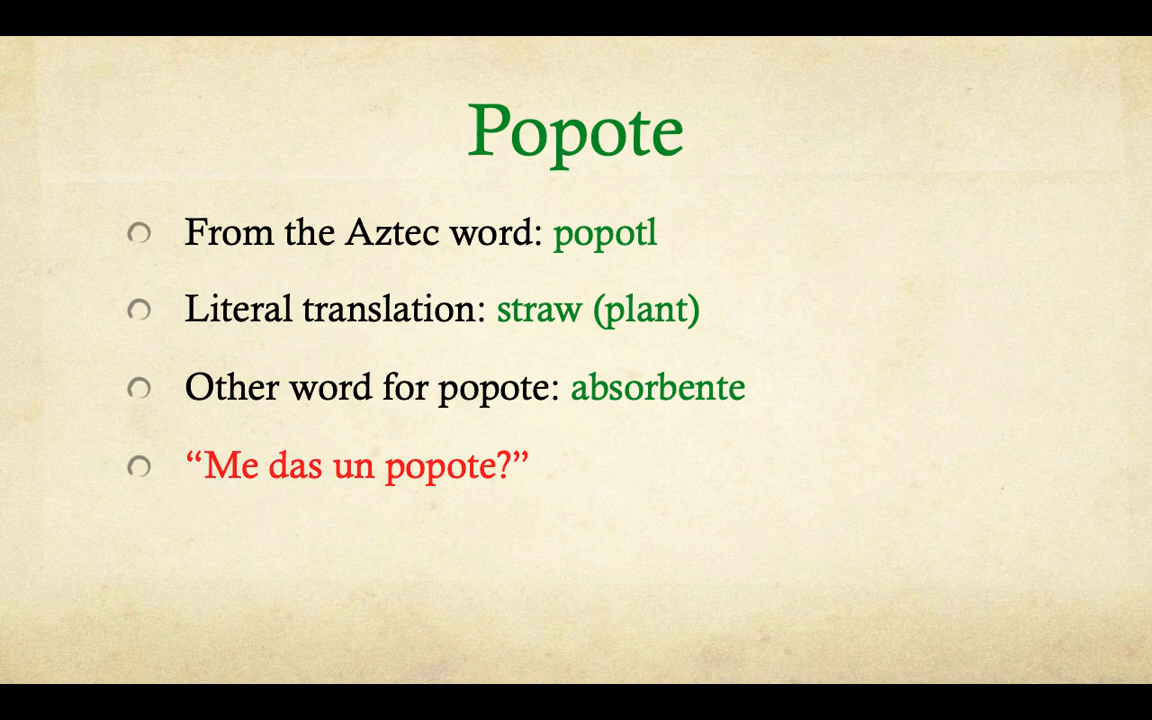 Popote
From the Aztec word: popotl
Literal translation: straw (plant)
Other word for popote: absorbente
“Me das un popote?”